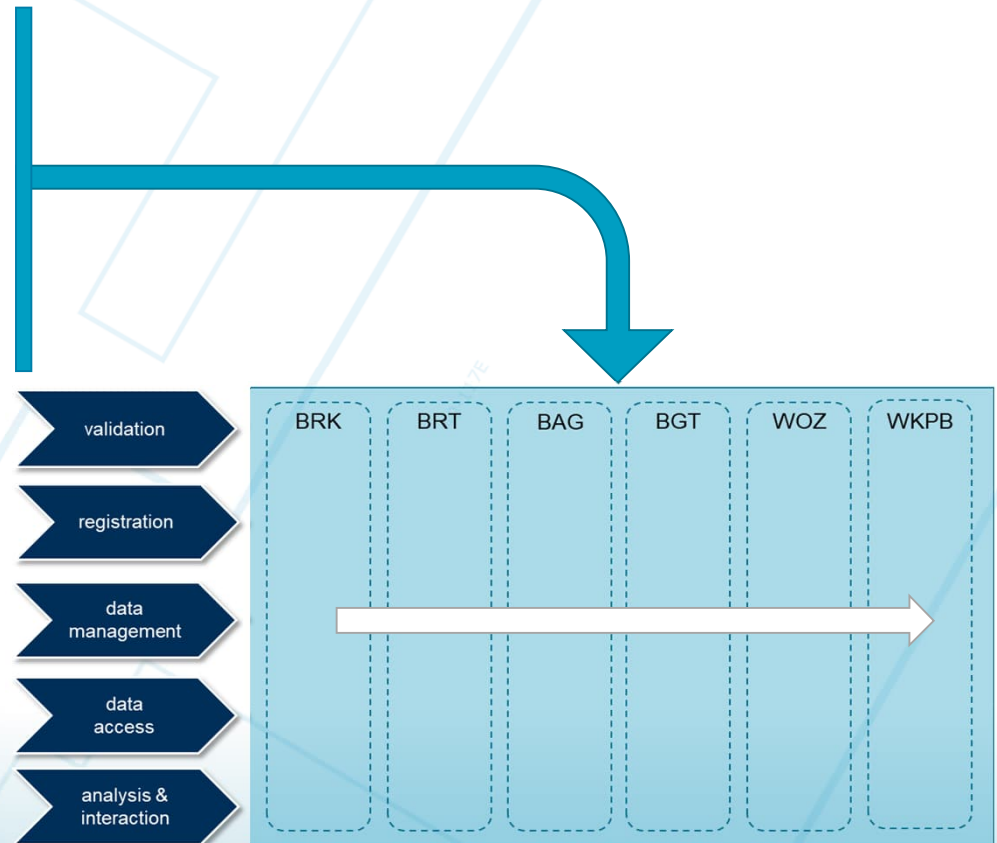 validation
registration
data
management
data
access
analysis &
interaction
BRK
BRT
BAG
BGT
WOZ
WKPB